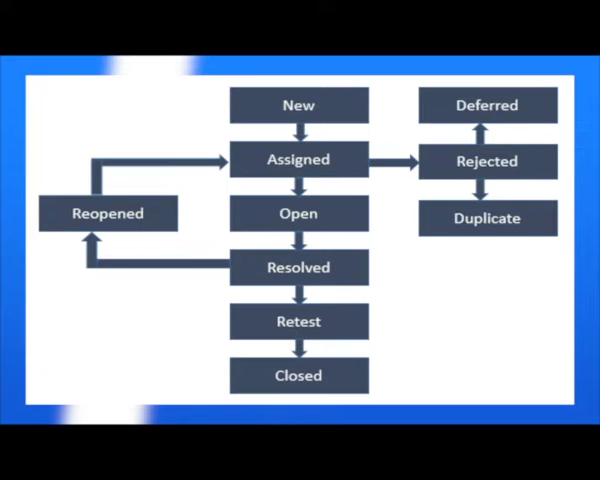 New
Deferred
Assigned
Rejected
Reopened
Open
Duplicate
Resolved
Retest
Closed